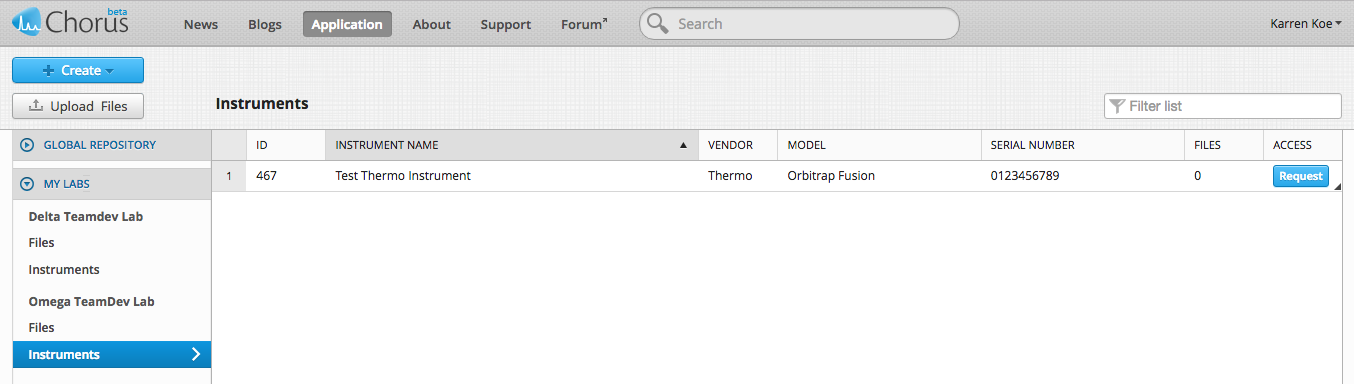 Chorus beta News Blogs Application About Support Forum Search Karren Koe
+ Create
Upload Files Instruments Filter list
GLOBAL REPOSITORY ID INSTRUMENT NAME VENDOR MODEL SERIAL NUMBER FILES ACCESS
1 467 Test Thermo Instrument Thermo Orbitrap Fusion 0123456789 0 Request
MY LABS
Delta Teamdev Lab
Files
Instruments
Omega TeamDev Lab
Files
Instruments